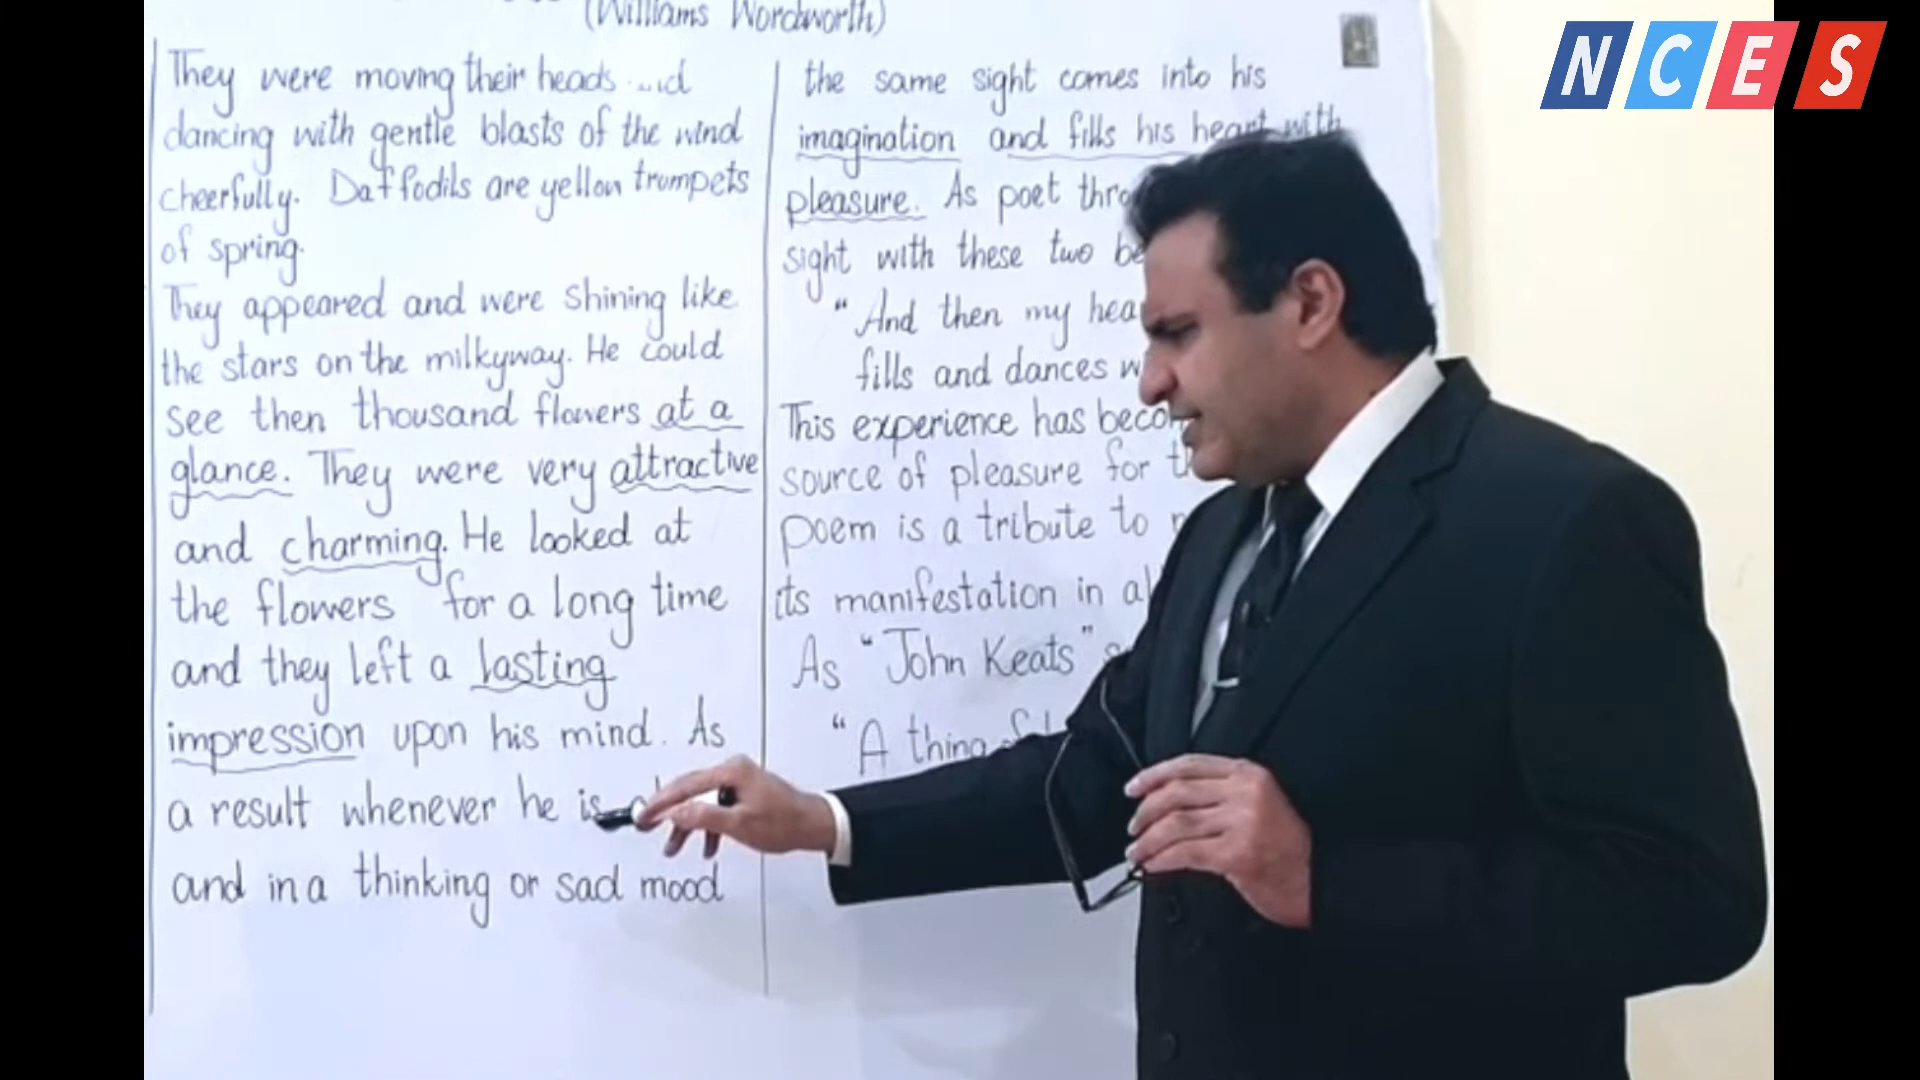 (Williams Wordworth)
They were moving their heads
dancing with gentle blasts of the wind
cheerfully. Daffodils are yellow trumpets
of spring.
They appeared and were shining like
the stars on the milkyway. He could
see then thousand flowers at a
glance. They were very attractive
and charming. He looked at
the flowers for a long time
and they left a lasting
impression upon his mind. As
a result whenever he is
and in a thinking or sad mood
the same sight comes into his
imagination and fills his heart with
pleasure. As poet
sight with these two
"And then my
fills and dances
This experience has
source of pleasure for
poem is a tribute to
its manifestation in
As "John Keats"
"A thing
NCES